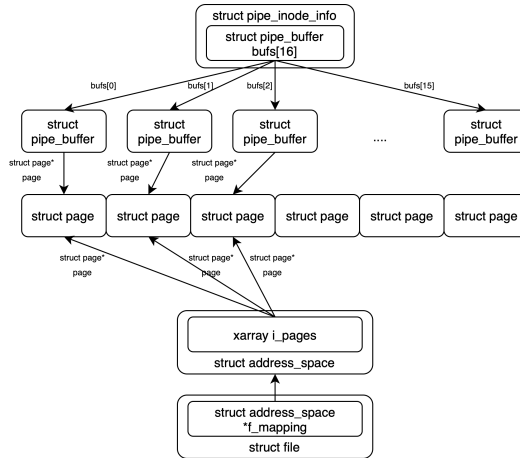 struct pipe_inode_info
struct pipe_buffer
bufs[16]
bufs[0]
bufs[1]
bufs[2]
bufs[15]
struct
pipe_buffer
struct
pipe_buffer
struct
pipe_buffer
....
struct
pipe_buffer
struct page*
page
struct page*
page
struct page*
page
struct page
struct page
struct page
struct page
struct page
struct page
struct page*
page
struct page*
page
struct page*
page
xarray i_pages
struct address_space
struct address_space
*f_mapping
struct file